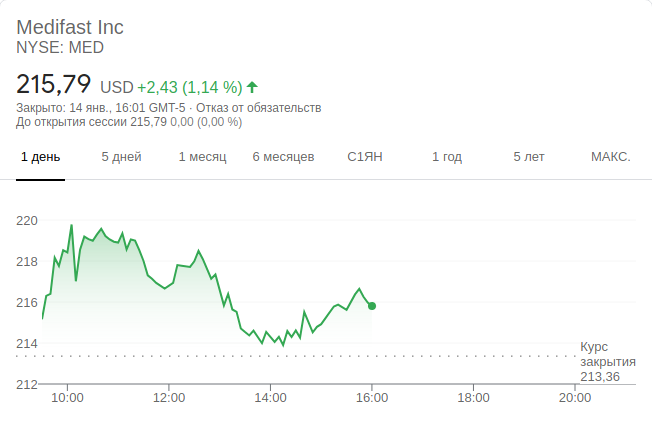 Medifast Inc
NYSE: MED
215,79 USD +2,43 (1,14 %)
Закрыто: 14 янв., 16:01 GMT-5 · Отказ от обязательств
До открытия сессии 215,79 0,00 (0,00 %)
1 день 5 дней 1 месяц 6 месяцев С1ЯН 1 год 5 лет МАКС.
220
218
216
214
Курс
закрытия
213,36
212
10:00 12:00 14:00 16:00 18:00 20:00